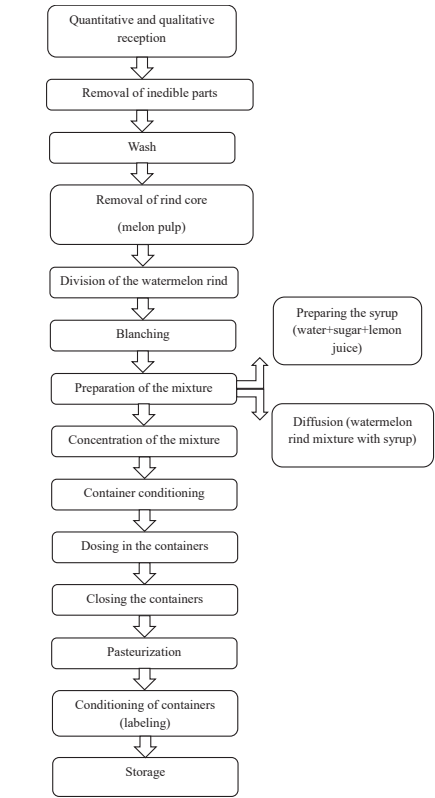 Quantitative and qualitative
reception
Removal of inedible parts
Wash
Removal of rind core
(melon pulp)
Division of the watermelon rind
Blanching
Preparing the syrup
(water+sugar+lemon
juice)
Preparation of the mixture
Diffusion (watermelon
rind mixture with syrup)
Concentration of the mixture
Container conditioning
Dosing in the containers
Closing the containers
Pasteurization
Conditioning of containers
(labeling)
Storage